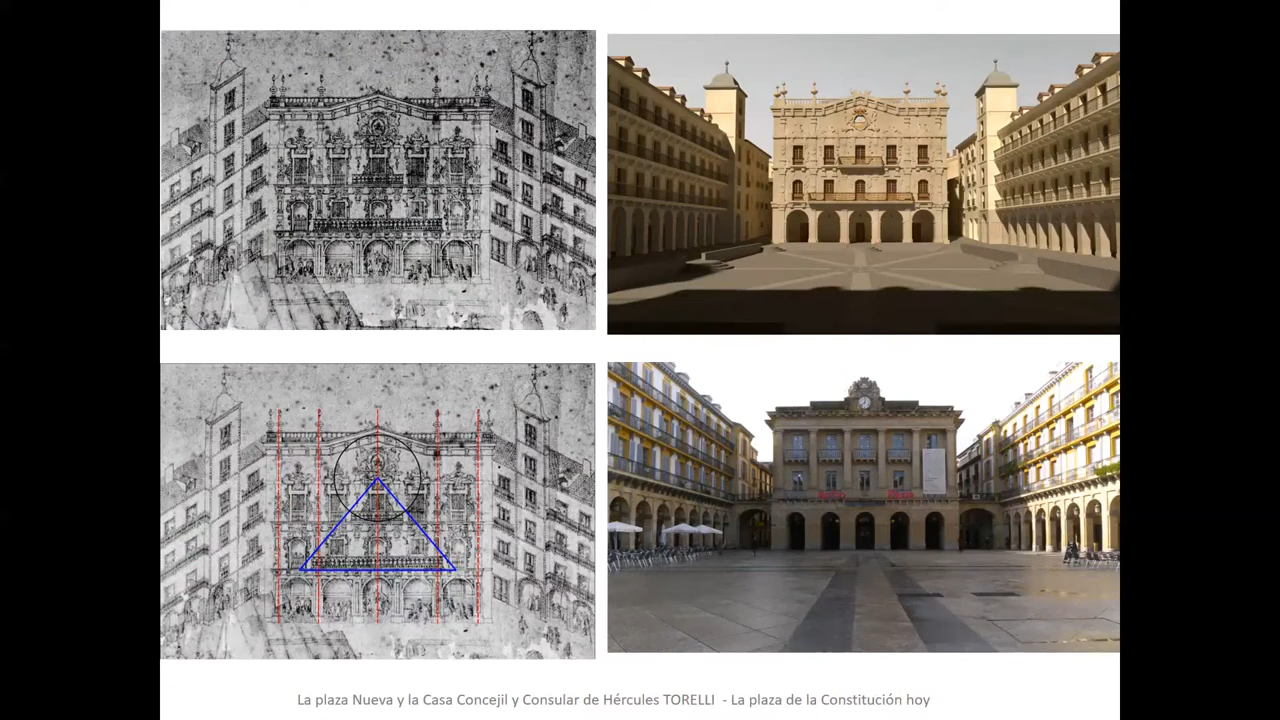 La plaza Nueva y la Casa Concejil y Consular de Hércules TORELLI - La plaza de la Constitución hoy